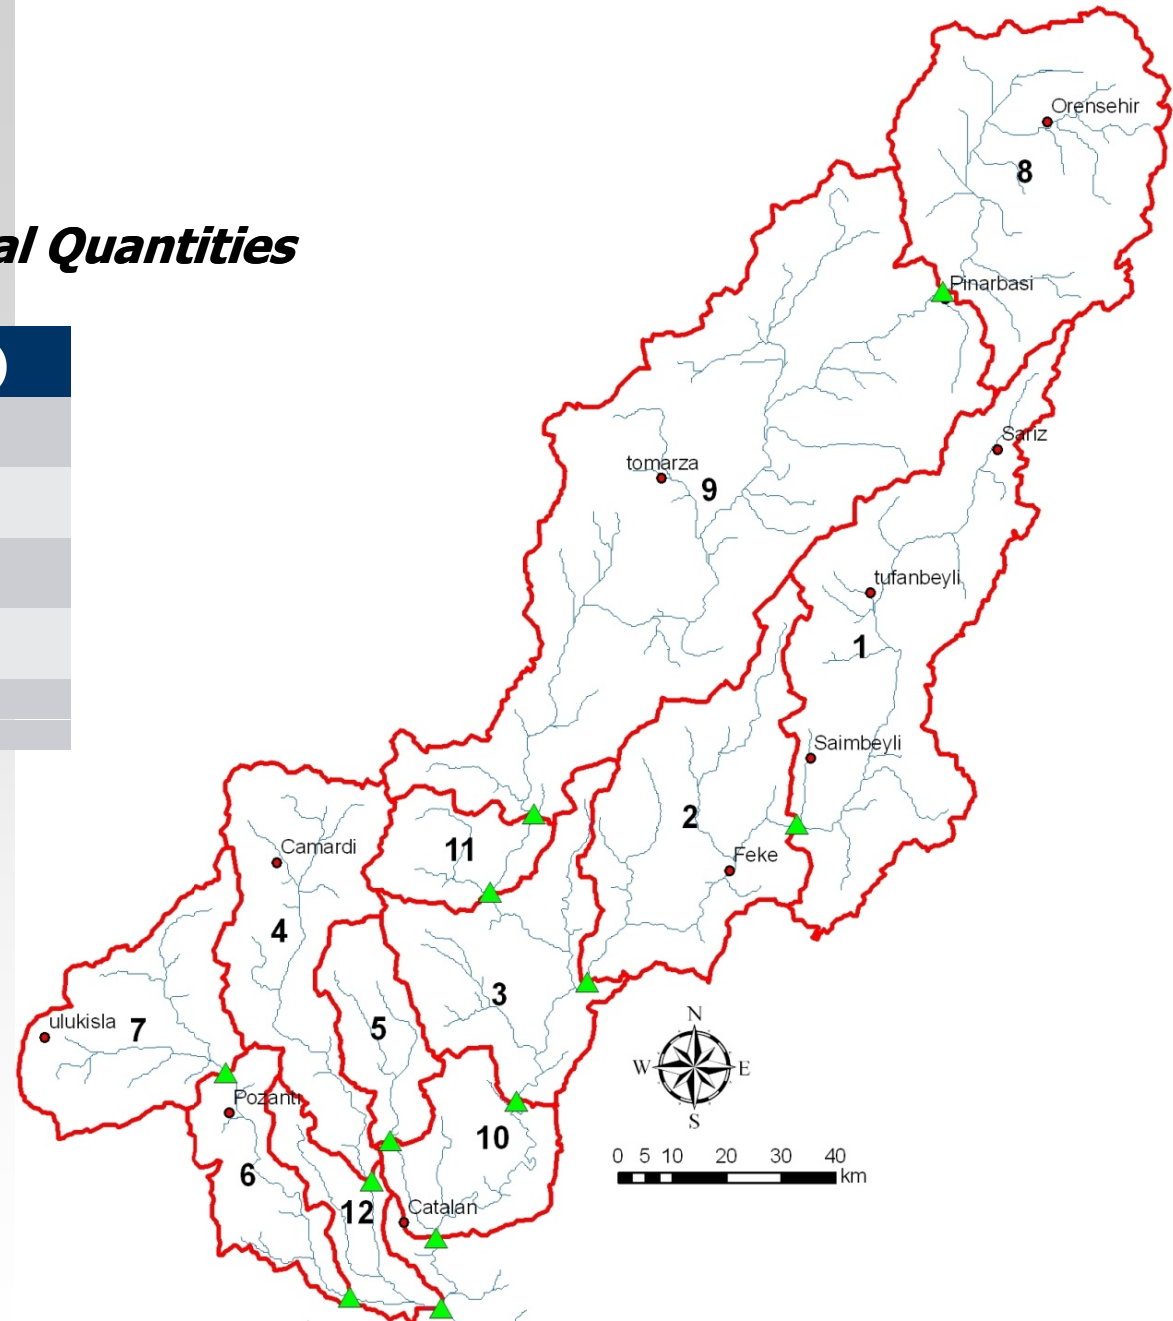 Orensehir
8
al Quantities
Pinarbasi
)
Sariz
tomarza
9
tufanbeyli
1
Saimbeyli
2
11
Camardi
Feke
4
3
ulukisla
7
5
N
W E
S
Pozanti
10
0 5 10 20 30 40
km
6
12
Catalan